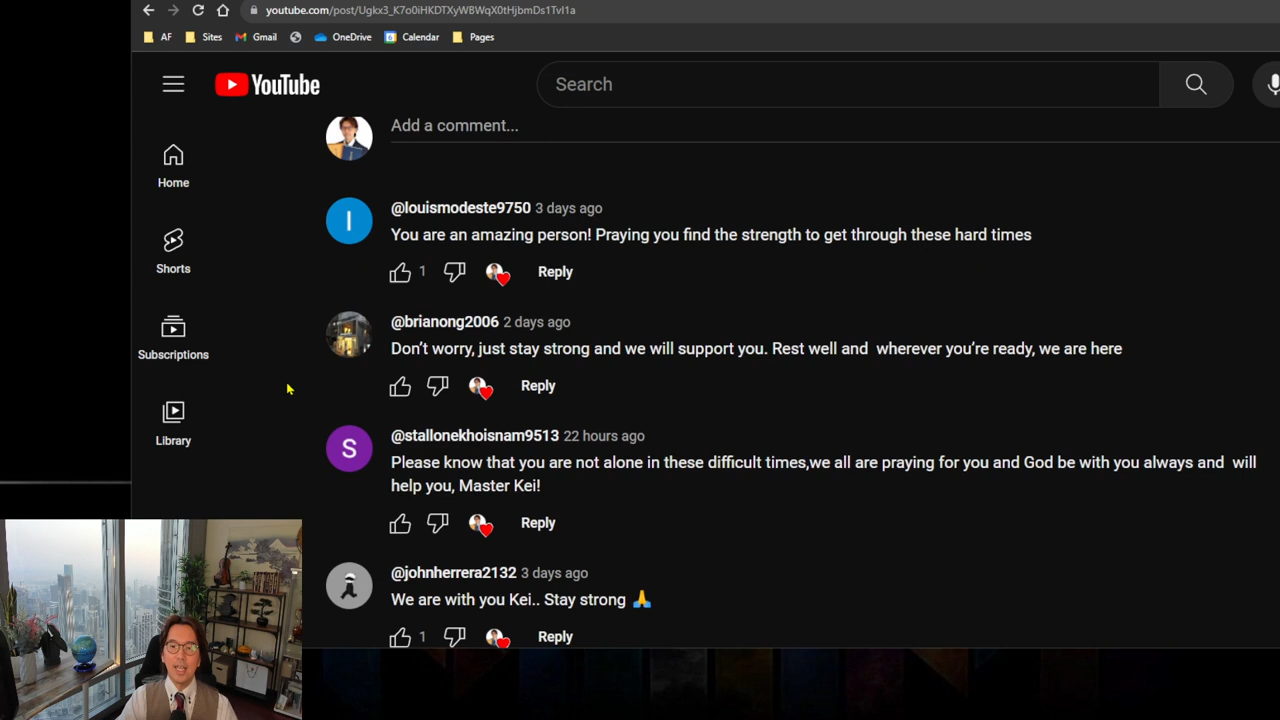 youtube.com/post/Ugkx3_K7o0iHKDTXyWBWqX0tHjbmDs1TvI1a
AF Sites Gmail OneDrive 6 Calendar Pages
YouTube Search
Add a comment...
Home
@louismodeste9750 3 days ago
You are an amazing person! Praying you find the strength to get through these hard times
Shorts
1 Reply
@brianong2006 2 days ago
Subscriptions
Don’t worry, just stay strong and we will support you. Rest well and wherever you’re ready, we are here
Reply
Library
@stallonekhoisnam9513 22 hours ago
S
Please know that you are not alone in these difficult times,we all are praying for you and God be with you always and will
help you, Master Kei!
Reply
@johnherrera2132 3 days ago
We are with you Kei.. Stay strong 🙏
1 Reply